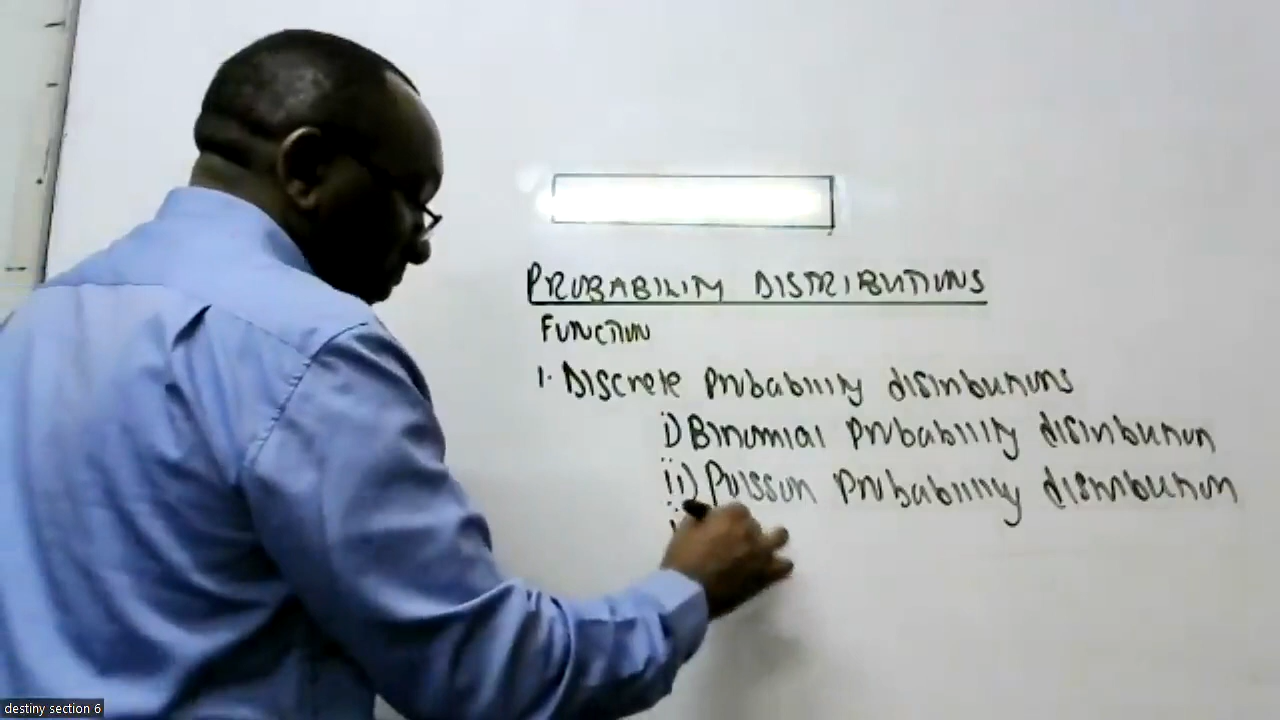 PROBABILITY DISTRIBUTIONS
FUNCTION
1. Discrete probability distributions
i) Binomial probability distribution
ii) Poisson probability distribution
destiny section 6